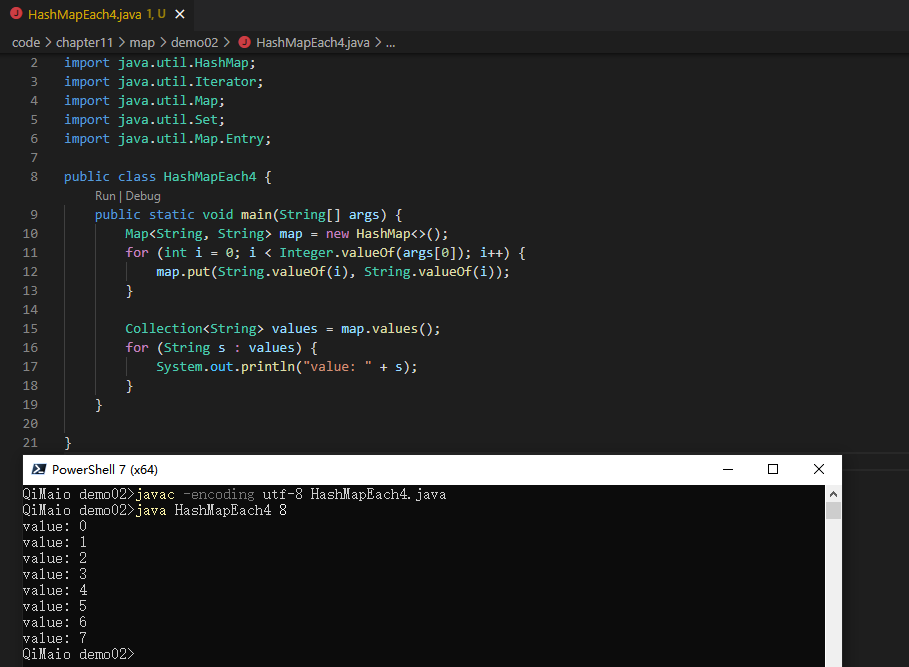 HashMapEach4.java 1, U
code > chapter11 > map > demo02 > HashMapEach4.java > ...
2 import java.util.HashMap;
3 import java.util.Iterator;
4 import java.util.Map;
5 import java.util.Set;
6 import java.util.Map.Entry;
7
8 public class HashMapEach4 {
Run | Debug
9 public static void main(String[] args) {
10 Map<String, String> map = new HashMap<>();
11 for (int i = 0; i < Integer.valueOf(args[0]); i++) {
12 map.put(String.valueOf(i), String.valueOf(i));
13 }
14
15 Collection<String> values = map.values();
16 for (String s : values) {
17 System.out.println("value: " + s);
18 }
19 }
20
21 }
PowerShell 7 (x64)
QiMaio demo02>javac -encoding utf-8 HashMapEach4.java
QiMaio demo02>java HashMapEach4 8
value: 0
value: 1
value: 2
value: 3
value: 4
value: 5
value: 6
value: 7
QiMaio demo02>